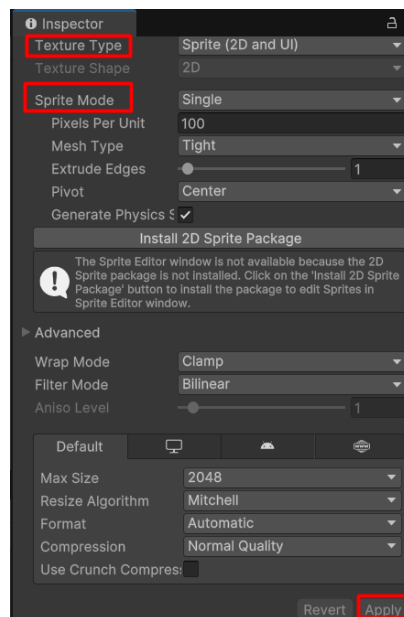 Inspector
Texture Type Sprite (2D and UI)
Texture Shape 2D
Sprite Mode Single
Pixels Per Unit 100
Mesh Type Tight
Extrude Edges 1
Pivot Center
Generate Physics S
Install 2D Sprite Package
The Sprite Editor window is not available because the 2D
Sprite package is not installed. Click on the 'Install 2D Sprite
Package' button to install the package to edit Sprites in
Sprite Editor window.
Advanced
Wrap Mode Clamp
Filter Mode Bilinear
Aniso Level 1
Default
Max Size 2048
Resize Algorithm Mitchell
Format Automatic
Compression Normal Quality
Use Crunch Compres
Revert Apply